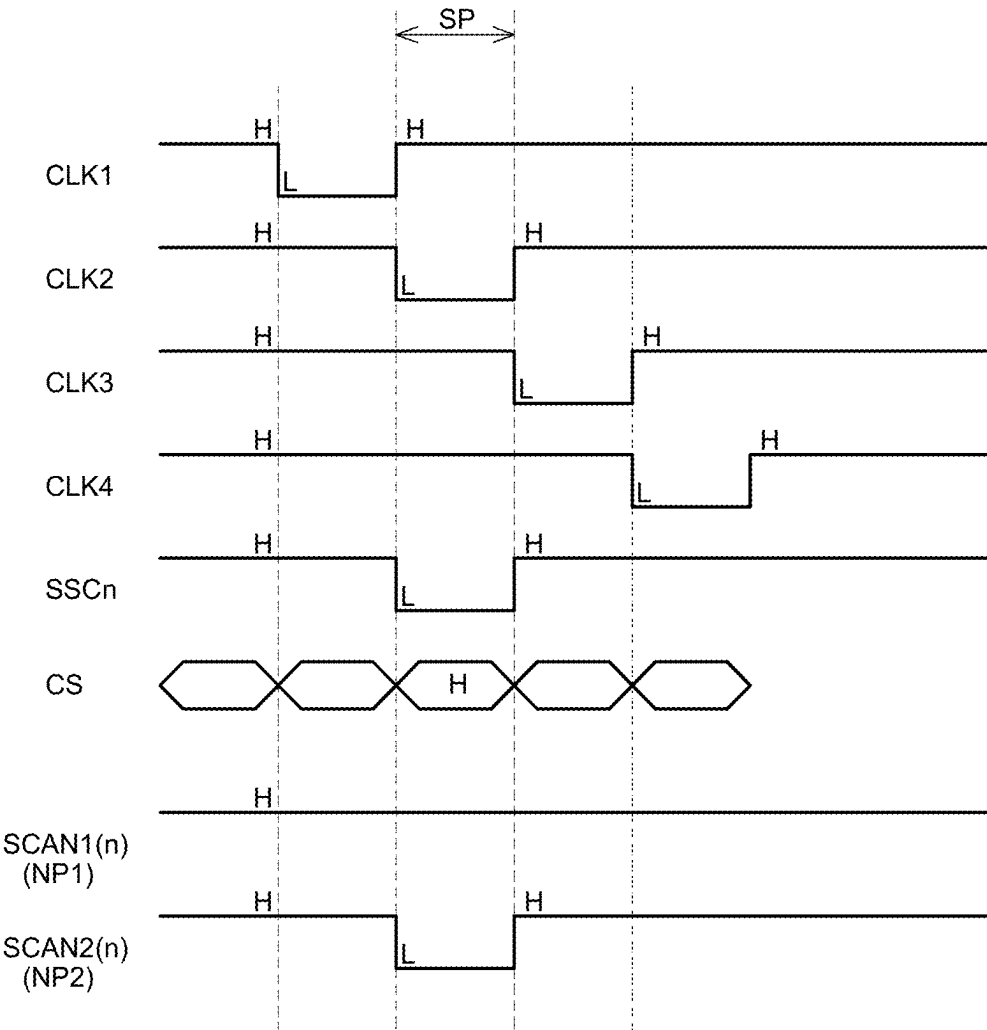 SP
H H
CLK1
L
H H
CLK2
L
H H
CLK3
L
H H
CLK4
L
H H
SSCn
L
CS H
H
SCAN1(n)
(NP1)
H H
SCAN2(n)
L
(NP2)